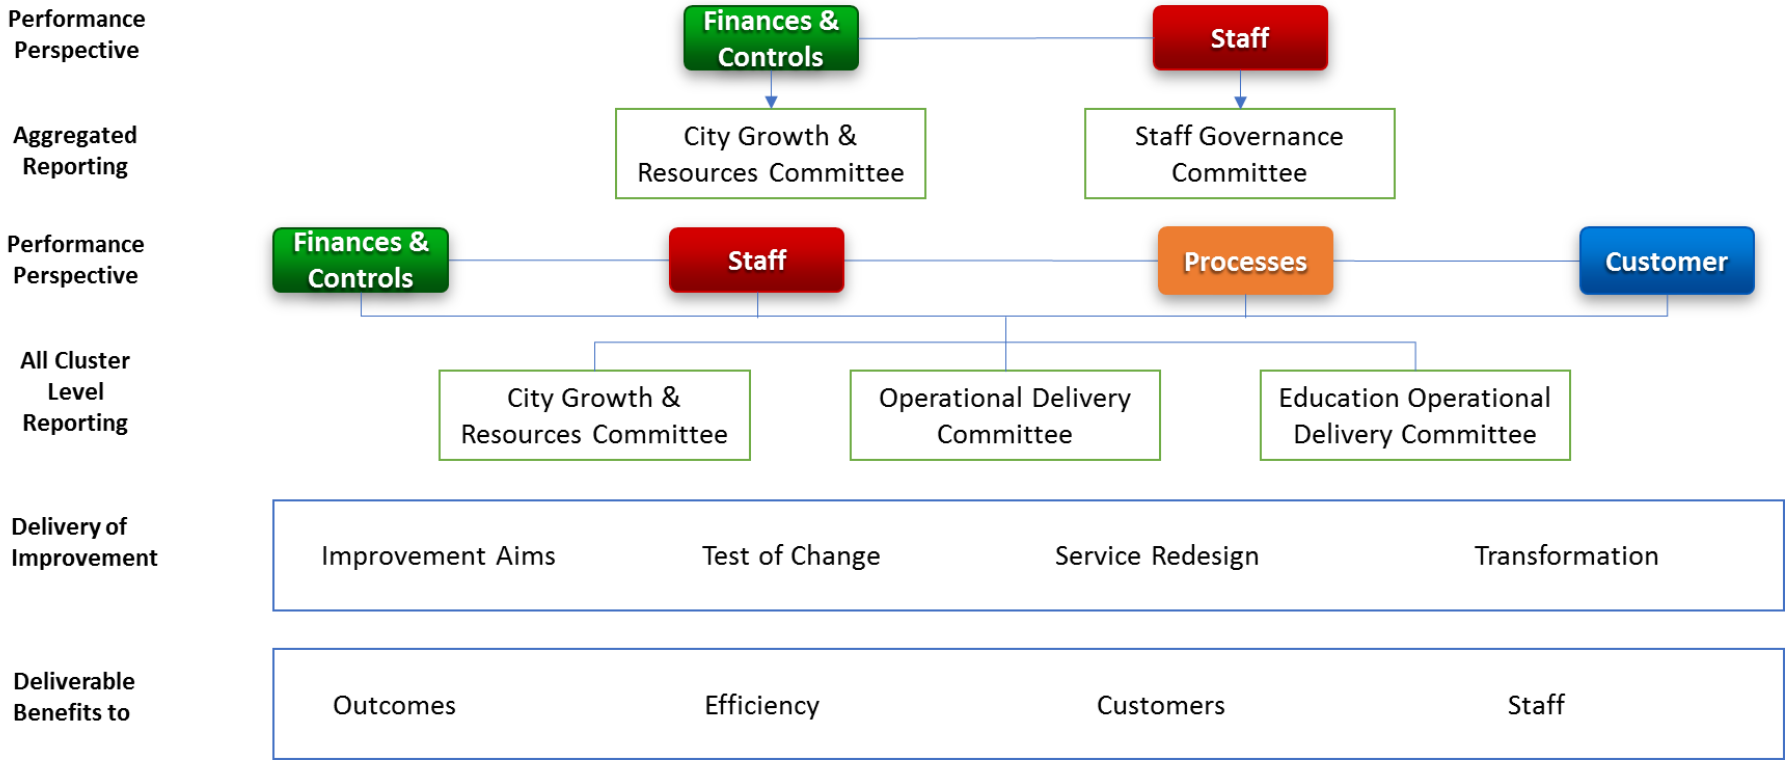 Performance
Perspective
Finances &
Controls
Staff
Aggregated
Reporting
City Growth &
Resources Committee
Staff Governance
Committee
Performance
Perspective
Finances &
Controls
Staff
Processes
Customer
All Cluster
Level
Reporting
City Growth &
Resources Committee
Operational Delivery
Committee
Education Operational
Delivery Committee
Delivery of
Improvement
Improvement Aims
Test of Change
Service Redesign
Transformation
Deliverable
Benefits to
Outcomes
Efficiency
Customers
Staff